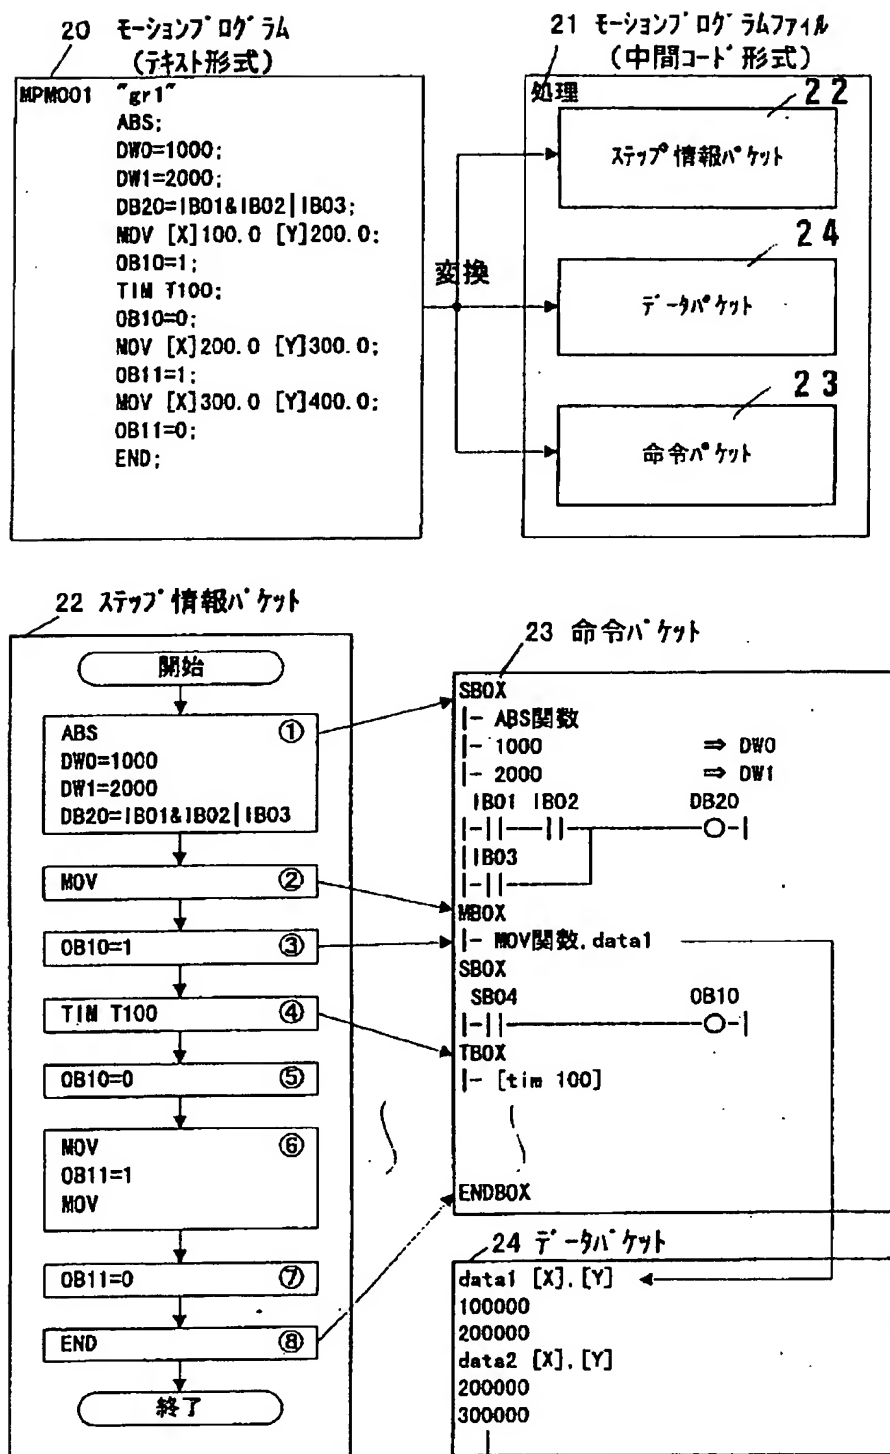 20 モーションプログラム
(テキスト形式)
MPM001 "gr1"
ABS;
DW0=1000;
DW1=2000;
DB20=IB01&IB02|IB03;
MOV [X]100.0 [Y]200.0;
OB10=1;
TIM T100;
OB10=0;
MOV [X]200.0 [Y]300.0;
OB11=1;
MOV [X]300.0 [Y]400.0;
OB11=0;
END;
変換
21 モーションプログラムファイル
(中間コード形式)
処理
22
ステップ情報パケット
24
データパケット
23
命令パケット
22 ステップ情報パケット
開始
ABS ①
DW0=1000
DW1=2000
DB20=IB01&IB02|IB03
MOV ②
OB10=1 ③
TIM T100 ④
OB10=0 ⑤
MOV ⑥
OB11=1
MOV
OB11=0 ⑦
END ⑧
終了
23 命令パケット
SBOX
|- ABS関数
|- 1000 ⇒ DW0
|- 2000 ⇒ DW1
IB01 IB02 DB20
IB03
MBOX
|- MOV関数,data1
SBOX
SB04 OB10
TBOX
|- [tim 100]
ENDBOX
24 データパケット
data1 [X],[Y]
100000
200000
data2 [X],[Y]
200000
300000